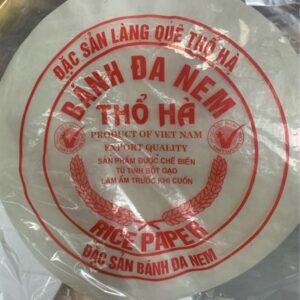 ĐẶC SẢN LÀNG QUÊ THỔ HÀ
BÁNH ĐA NEM
THỔ HÀ
PRODUCT OF VIET NAM
EXPORT QUALITY
SẢN PHẨM ĐƯỢC CHẾ BIẾN
TỪ TINH BỘT GẠO
LÀM ẨM TRƯỚC KHI CUỐN
RICE PAPER
ĐẶC SẢN BÁNH ĐA NEM